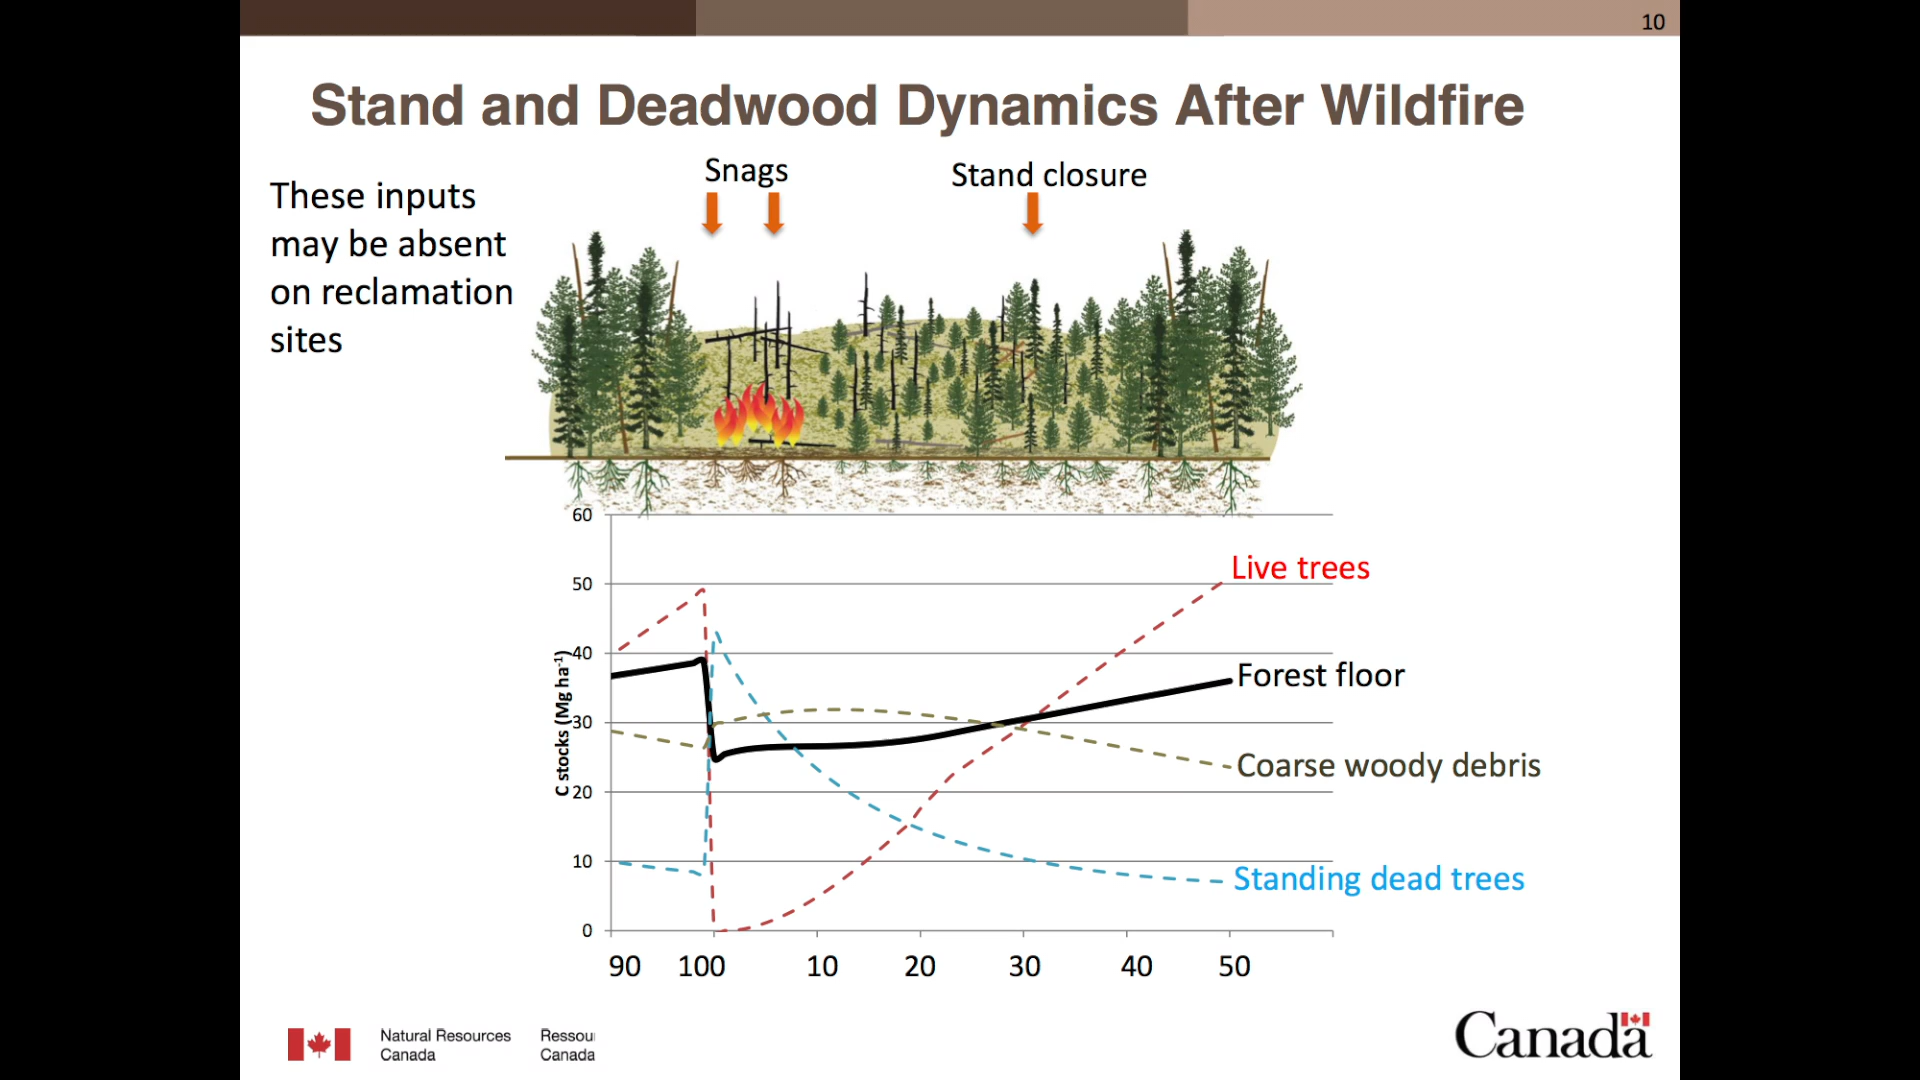 10
Stand and Deadwood Dynamics After Wildfire
These inputs
may be absent
on reclamation
sites
Snags
Stand closure
60
50
40
30
20
10
0
C stocks (Mg ha-1)
Live trees
Forest floor
Coarse woody debris
Standing dead trees
90 100 10 20 30 40 50
Natural Resources
Canada
Ressou
Canada
Canada